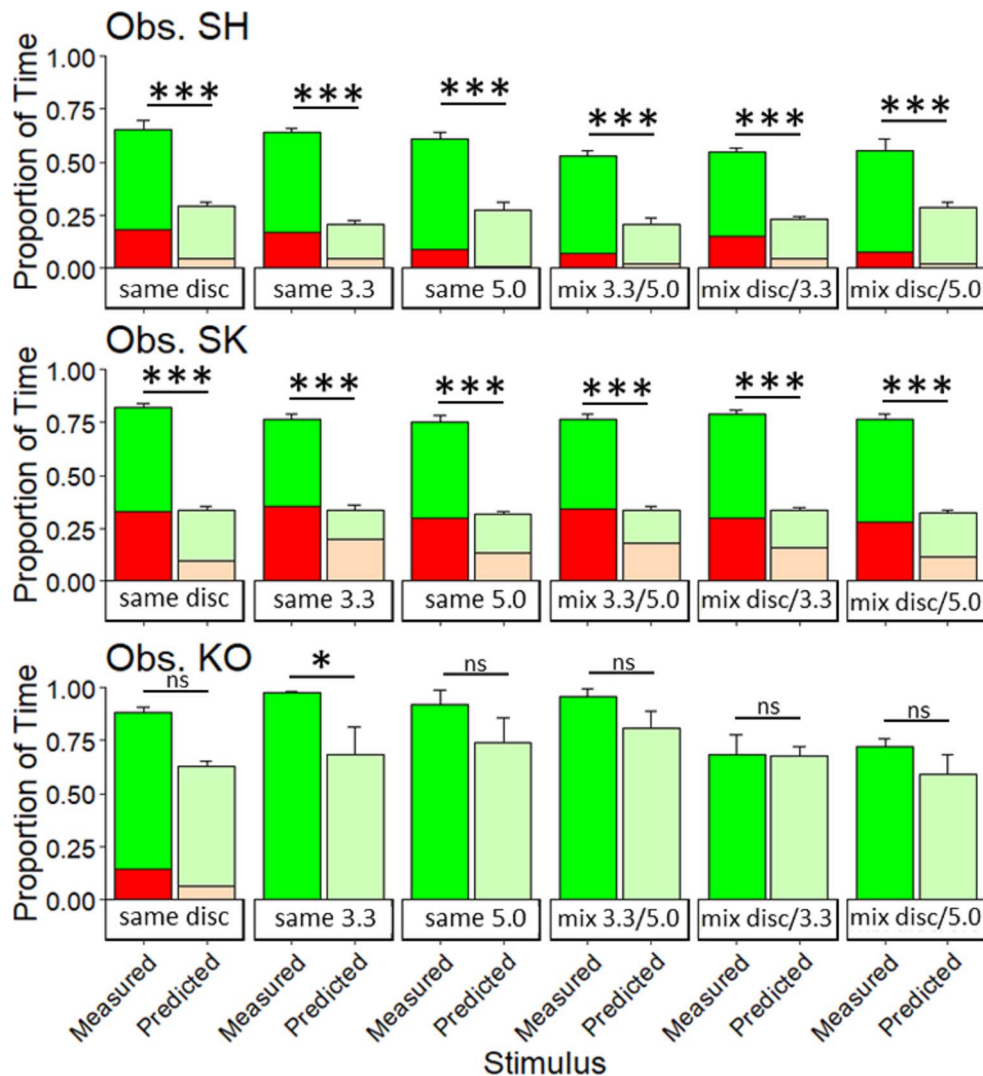 Obs. SH
Proportion of Time
1.00
0.75
0.50
0.25
0.00
*** *** *** *** *** ***
same disc same 3.3 same 5.0 mix 3.3/5.0 mix disc/3.3 mix disc/5.0
Obs. SK
Proportion of Time
1.00
0.75
0.50
0.25
0.00
*** *** *** *** *** ***
same disc same 3.3 same 5.0 mix 3.3/5.0 mix disc/3.3 mix disc/5.0
Obs. KO
Proportion of Time
1.00
0.75
0.50
0.25
0.00
ns * ns ns ns ns
same disc same 3.3 same 5.0 mix 3.3/5.0 mix disc/3.3 mix disc/5.0
Measured Predicted Measured Predicted Measured Predicted Measured Predicted Measured Predicted Measured Predicted
Stimulus